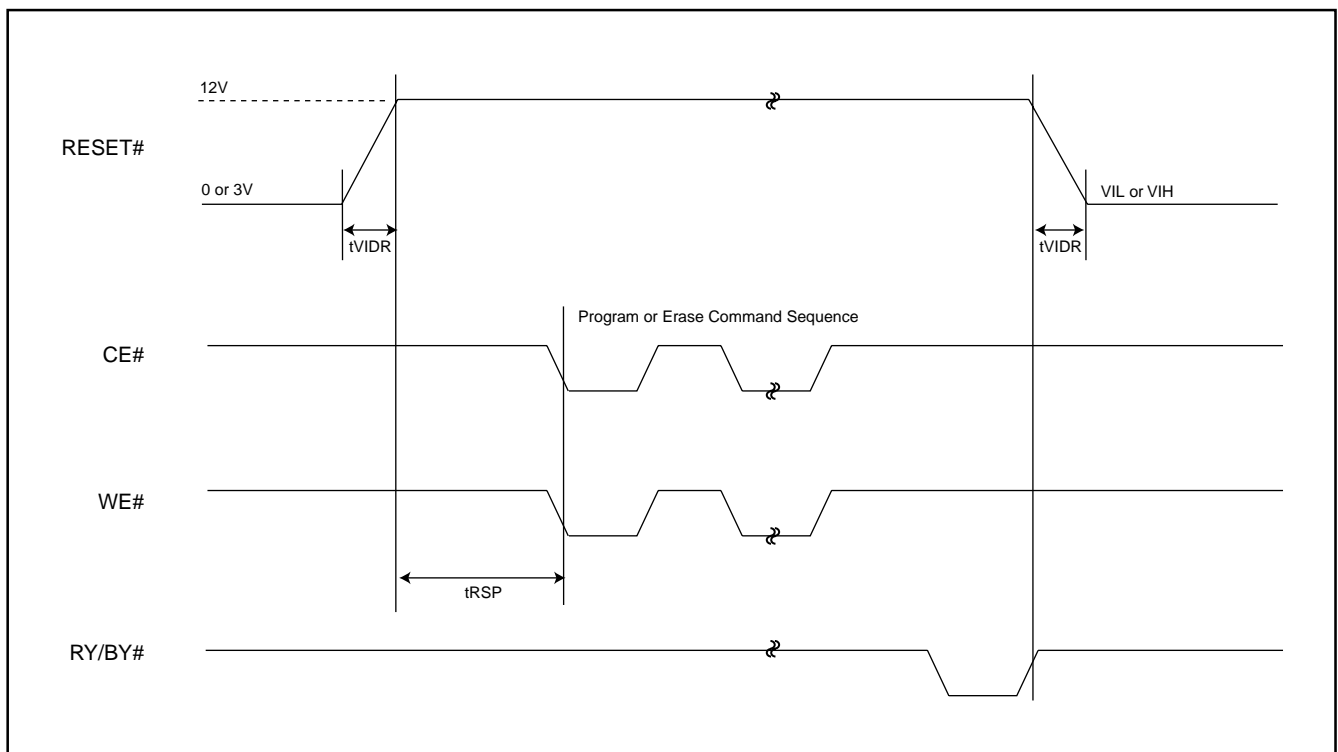 12V
RESET#
0 or 3V
VIL or VIH
tVIDR
tVIDR
Program or Erase Command Sequence
CE#
WE#
tRSP
RY/BY#